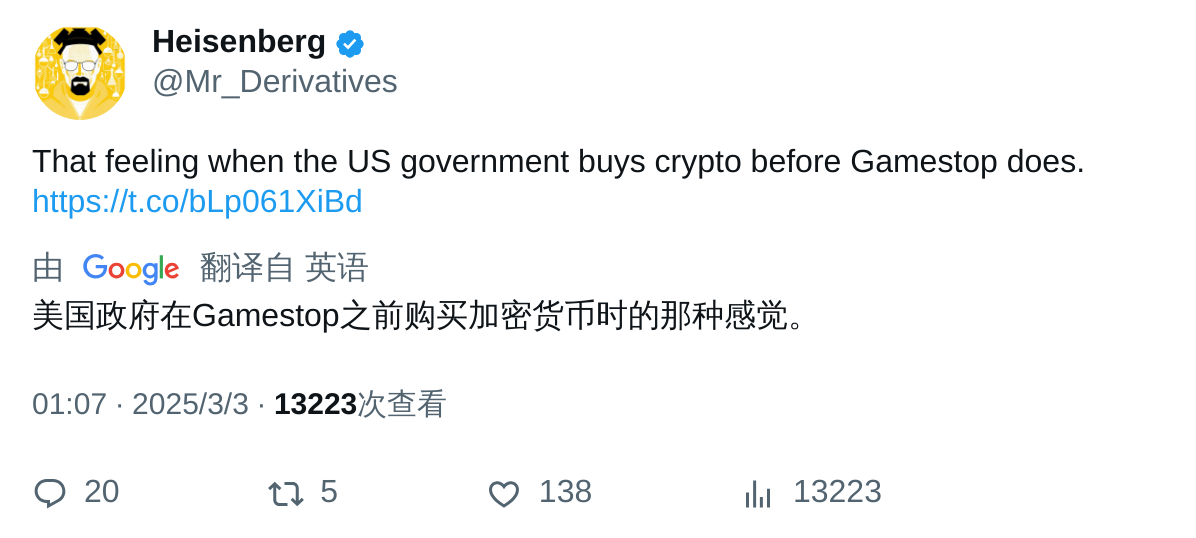 Heisenberg
@Mr_Derivatives
That feeling when the US government buys crypto before Gamestop does.
https://t.co/bLp061XiBd
由 Google 翻译自 英语
美国政府在Gamestop之前购买加密货币时的那种感觉。
01:07 · 2025/3/3 · 13223次查看
20 5 138 13223